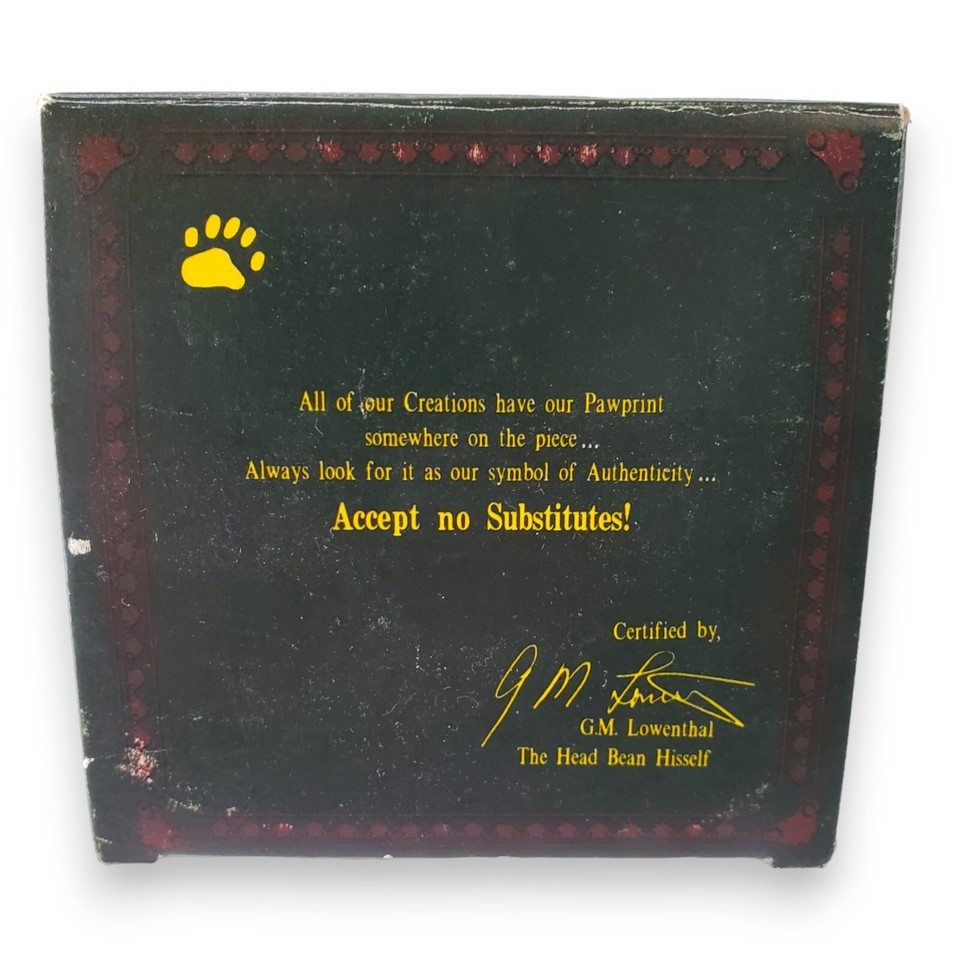 All of our Creations have our Pawprint
somewhere on the piece...
Always look for it as our symbol of Authenticity...
Accept no Substitutes!
Certified by,
G.M. Lowenthal
G.M. Lowenthal
The Head Bean Hisself